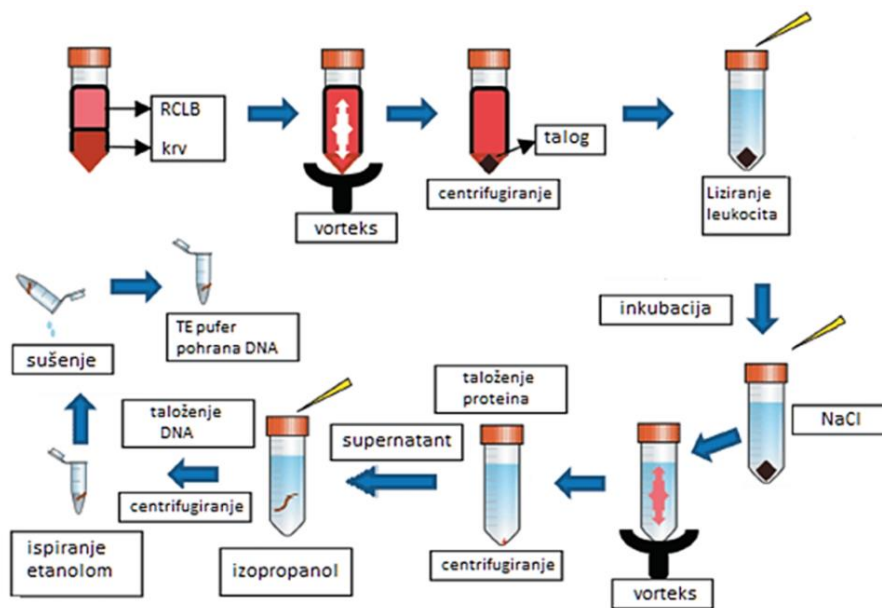 RCLB
krv
vorteks
talog
centrifugiranje
Liziranje
leukocita
inkubacija
NaCl
vorteks
taloženje
proteina
centrifugiranje
supernatant
izopropanol
taloženje
DNA
centrifugiranje
ispiranje
etanolom
sušenje
TE pufer
pohrana DNA